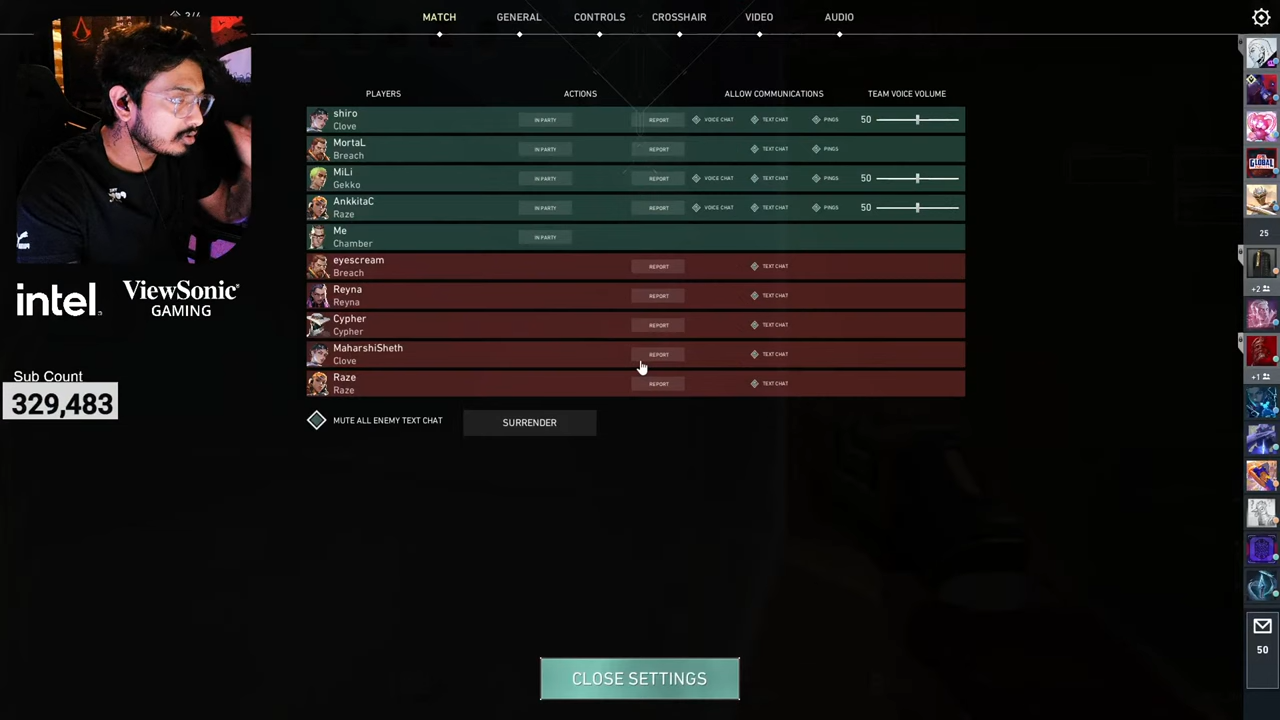 MATCH GENERAL CONTROLS CROSSHAIR VIDEO AUDIO
PLAYERS ACTIONS ALLOW COMMUNICATIONS TEAM VOICE VOLUME
shiro
Clove IN PARTY REPORT VOICE CHAT TEXT CHAT PINGS 50
MortaL
Breach IN PARTY REPORT TEXT CHAT PINGS
MiLi
Gekko IN PARTY REPORT VOICE CHAT TEXT CHAT PINGS 50
AnkkitaC
Raze IN PARTY REPORT VOICE CHAT TEXT CHAT PINGS 50
Me
Chamber IN PARTY
eyescream
Breach REPORT TEXT CHAT
Reyna
Reyna REPORT TEXT CHAT
Cypher
Cypher REPORT TEXT CHAT
MaharshiSheth
Clove REPORT TEXT CHAT
Raze
Raze REPORT TEXT CHAT
MUTE ALL ENEMY TEXT CHAT SURRENDER
CLOSE SETTINGS
intel. ViewSonic
GAMING
Sub Count
329,483
GLOBAL
25
+2
+1
50